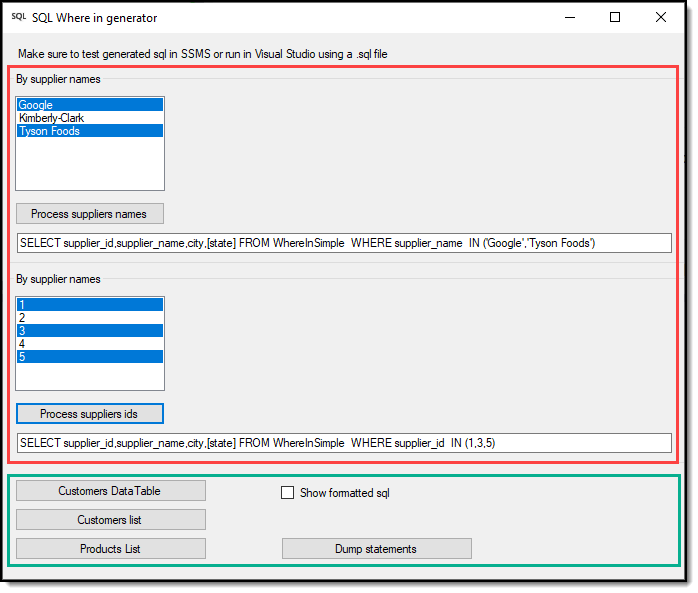 SQL SQL Where in generator
Make sure to test generated sql in SSMS or run in Visual Studio using a .sql file
By supplier names
Google
Kimberly-Clark
Tyson Foods
Process suppliers names
SELECT supplier_id,supplier_name,city,[state] FROM WhereInSimple  WHERE supplier_name  IN ('Google','Tyson Foods')
By supplier names
1
2
3
4
5
Process suppliers ids
SELECT supplier_id,supplier_name,city,[state] FROM WhereInSimple  WHERE supplier_id  IN (1,3,5)
Customers DataTable
Show formatted sql
Customers list
Products List
Dump statements